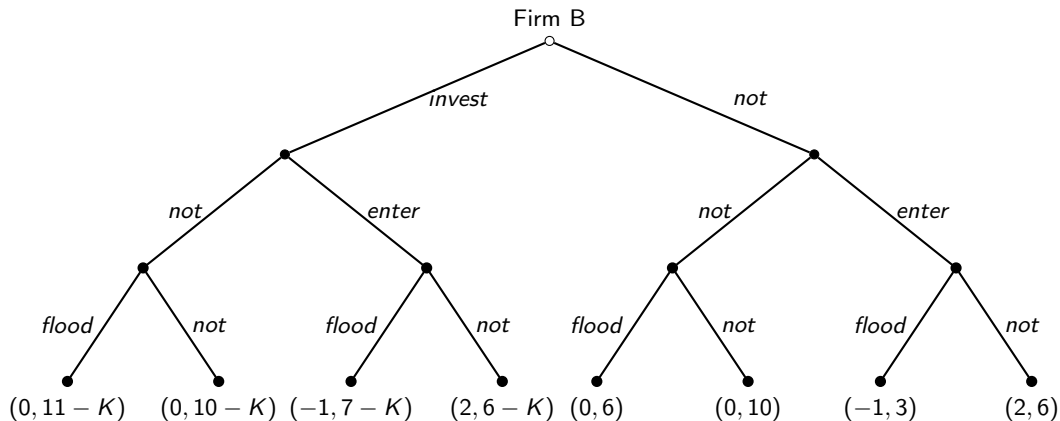 Firm B
invest
not
not
enter
not
enter
flood
not
flood
not
flood
not
flood
not
(0, 11 − K)
(0, 10 − K)
(−1, 7 − K)
(2, 6 − K)
(0, 6)
(0, 10)
(−1, 3)
(2, 6)